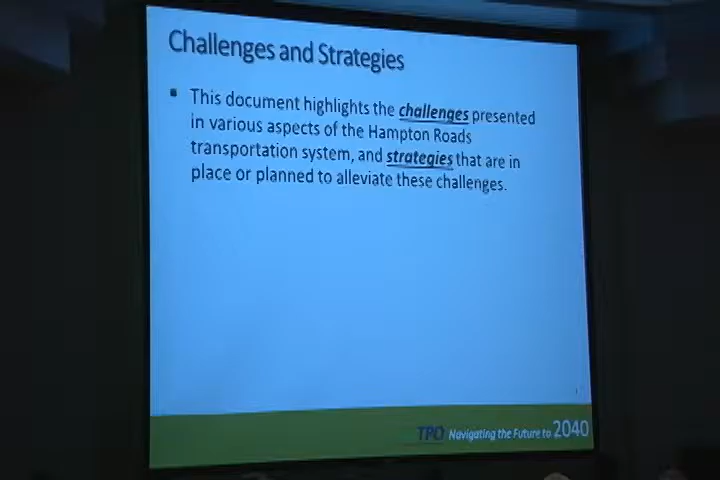 Challenges and Strategies
▪ This document highlights the challenges presented
in various aspects of the Hampton Roads
transportation system, and strategies that are in
place or planned to alleviate these challenges.
TPO Navigating the Future to 2040